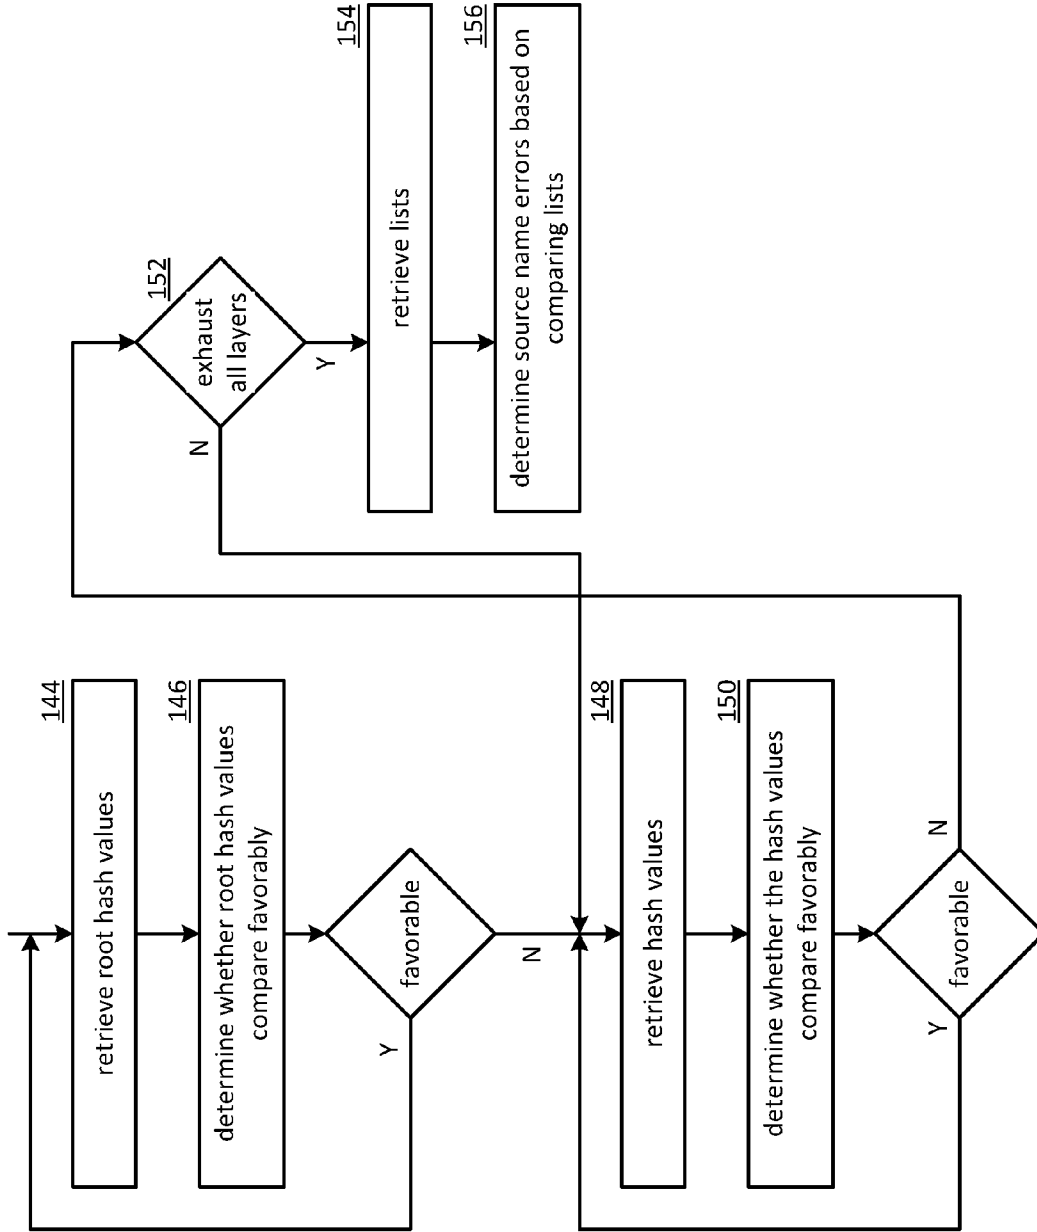 144
retrieve root hash values
146
determine whether root hash values
compare favorably
favorable
Y
N
148
retrieve hash values
150
determine whether the hash values
compare favorably
favorable
Y
N
152
exhaust
all layers
N
Y
154
retrieve lists
156
determine source name errors based on
comparing lists